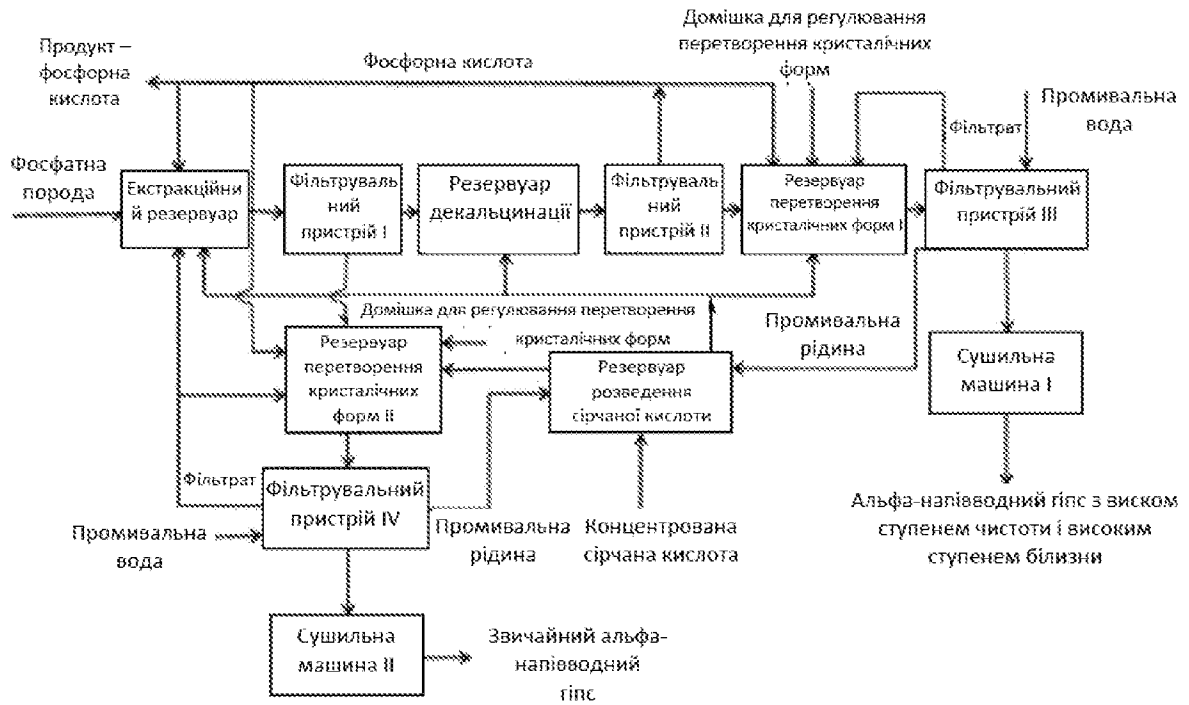 Продукт –
фосфорна
кислота
Фосфорна кислота
Домішка для регулювання
перетворення кристалічних
форм
Промивальна
вода
Фільтрат
Фосфатна
порода
Екстракційни
й резервуар
Фільтруваль
ний
пристрій I
Резервуар
декальцинації
Фільтруваль
ний
пристрій II
Резервуар
перетворення
кристалічних форм I
Фільтрувальний
пристрій III
Домішка для регулювання перетворення
кристалічних форм
Резервуар
перетворення
кристалічних
форм II
Резервуар
розведення
сірчаної кислоти
Промивальна
рідина
Сушильна
машина I
Фільтрат
Фільтрувальний
пристрій IV
Промивальна
вода
Промивальна
рідина
Концентрована
сірчана кислота
Альфа-напівводний гіпс з виском
ступенем чистоти і високим
ступенем білизни
Сушильна
машина II
Звичайний альфа-
напівводний
гіпс